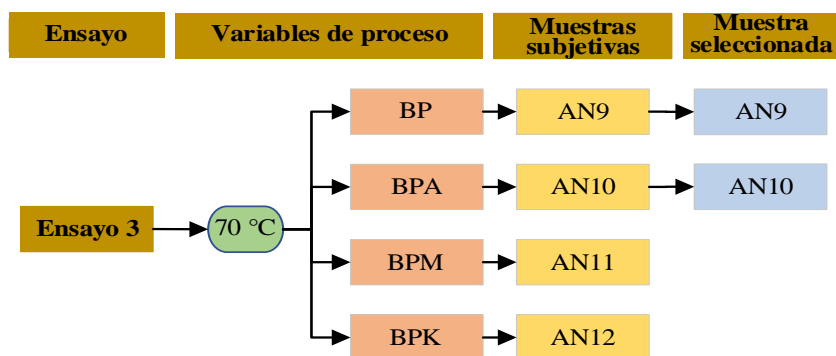 Ensayo
Variables de proceso
Muestras
subjetivas
Muestra
seleccionada
BP
AN9
AN9
BPA
AN10
AN10
Ensayo 3
70 °C
BPM
AN11
BPK
AN12